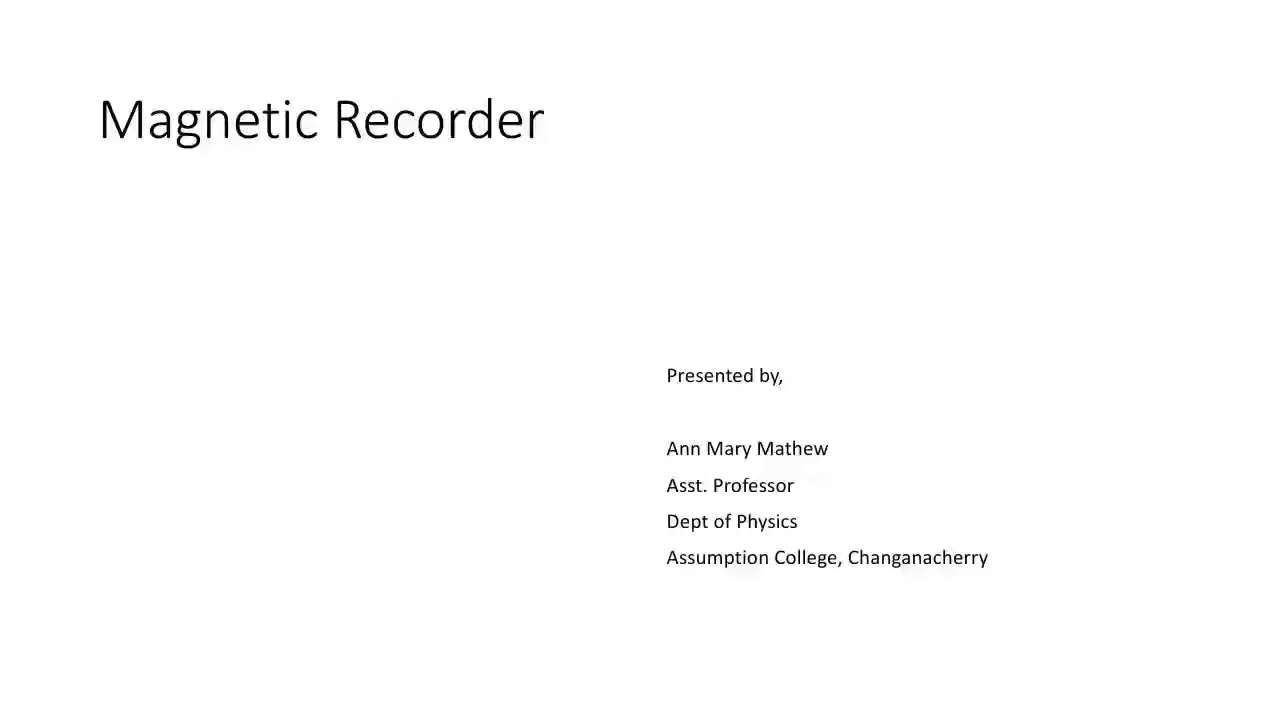 Magnetic Recorder
Presented by,
Ann Mary Mathew
Asst. Professor
Dept of Physics
Assumption College, Changanacherry